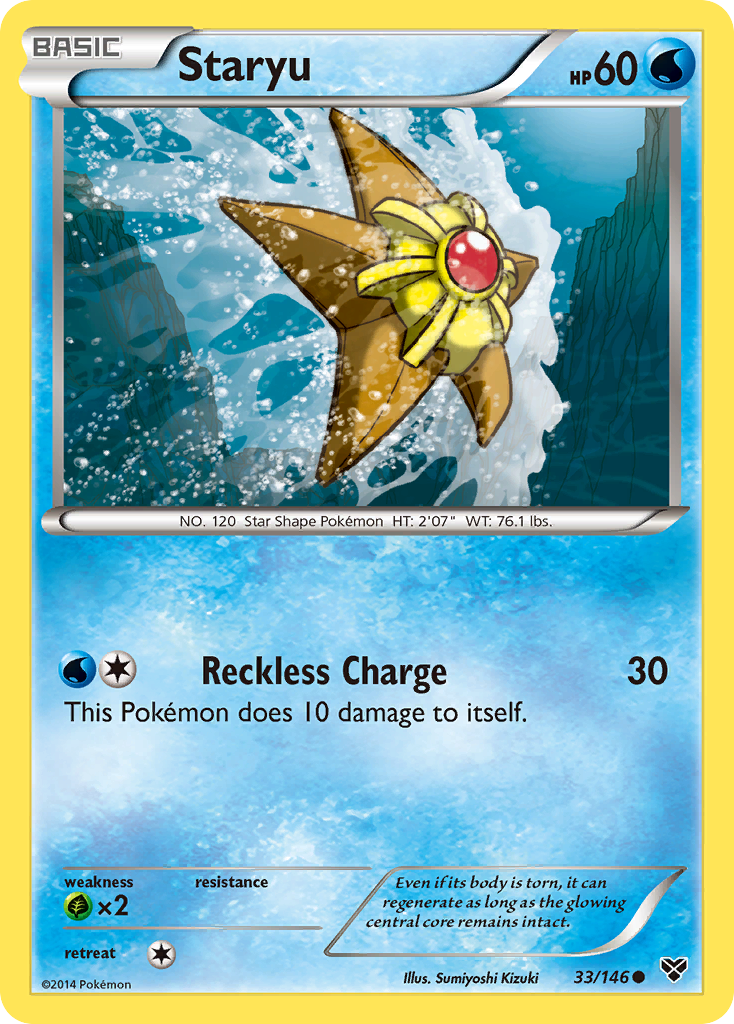 BASIC
Staryu
HP60
NO. 120 Star Shape Pokémon HT: 2'07" WT: 76.1 lbs.
Reckless Charge 30
This Pokémon does 10 damage to itself.
weakness
resistance
×2
Even if its body is torn, it can
regenerate as long as the glowing
central core remains intact.
retreat
©2014 Pokémon
Illus. Sumiyoshi Kizuki
33/146